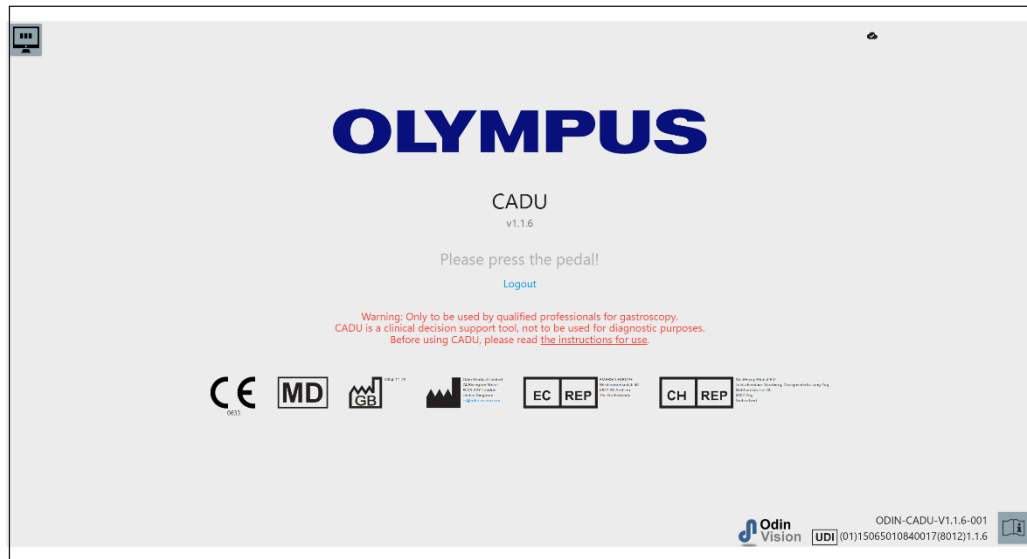 OLYMPUS
CADU
v1.1.6
Please press the pedal!
Logout
Warning: Only to be used by qualified professionals for gastroscopy.
CADU is a clinical decision support tool, not to be used for diagnostic purposes.
Before using CADU, please read the instructions for use.
CE
0633
MD
GB
EC REP
CH REP
Odin
Vision
ODIN-CADU-V1.1.6-001
UDI (01)15065010840017(8012)1.1.6